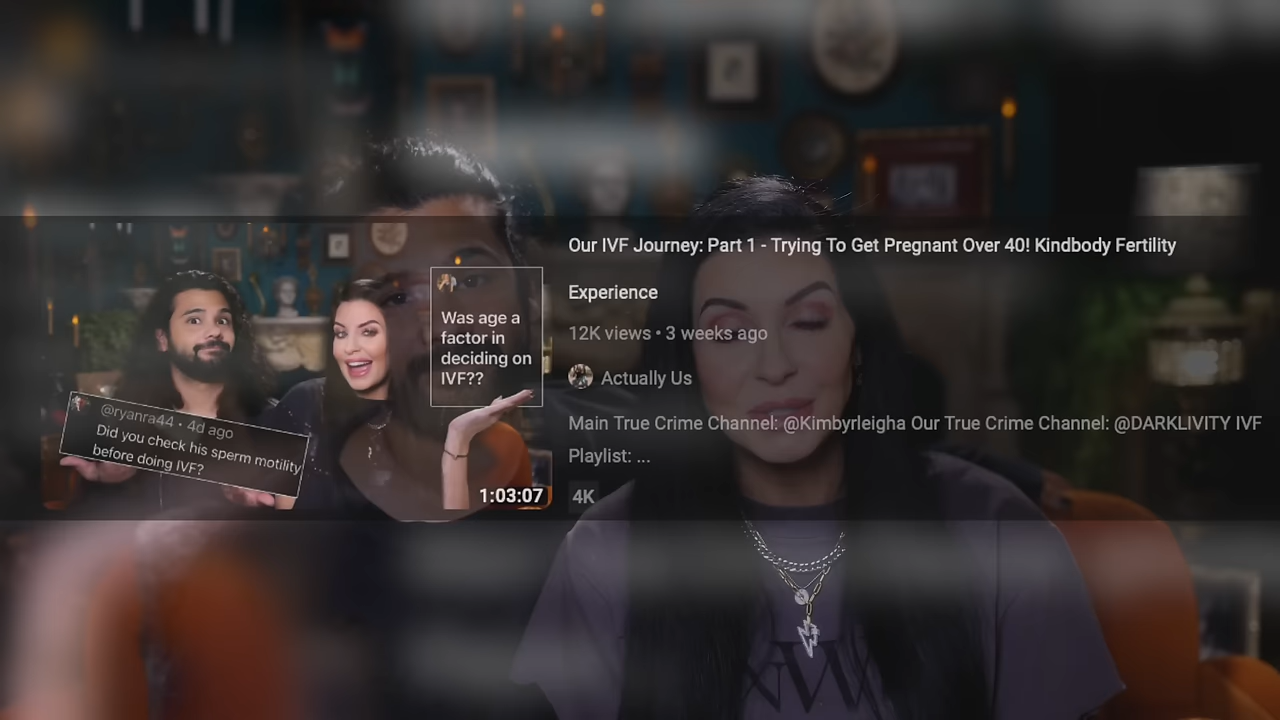 Our IVF Journey: Part 1 - Trying To Get Pregnant Over 40! Kindbody Fertility
Experience
12K views • 3 weeks ago
Actually Us
Main True Crime Channel: @Kimbyrleigha Our True Crime Channel: @DARKLIVITY IVF
Playlist: ...
4K
Was age a
factor in
deciding on
IVF??
@ryanra44 • 4d ago
Did you check his sperm motility
before doing IVF?
1:03:07